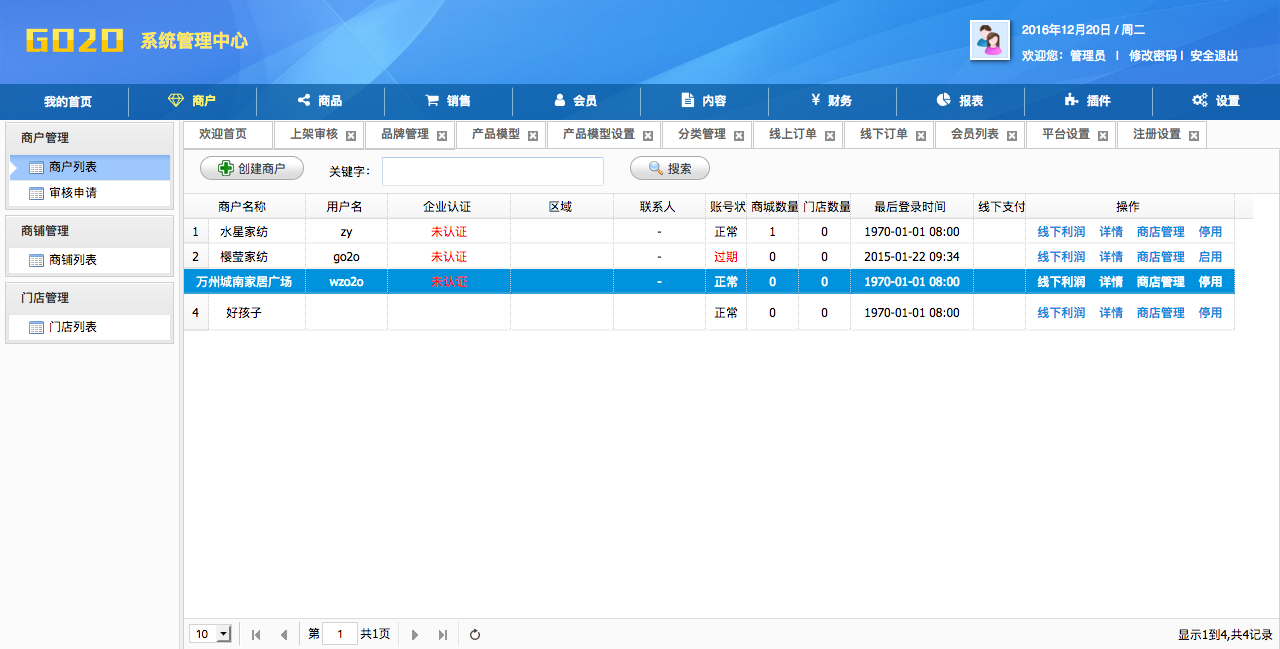 GO2O 系统管理中心
2016年12月20日 / 周二
欢迎您: 管理员 | 修改密码 | 安全退出
我的首页 商户 商品 销售 会员 内容 ¥ 财务 报表 插件 设置
商户管理
商户列表
审核申请
商铺管理
商铺列表
门店管理
门店列表
欢迎首页 上架审核 品牌管理 产品模型 产品模型设置 分类管理 线上订单 线下订单 会员列表 平台设置 注册设置
创建商户 关键字: 搜索
商户名称 用户名 企业认证 区域 联系人 账号状 商城数量 门店数量 最后登录时间 线下支付 操作
1 水星家纺 zy 未认证 - 正常 1 0 1970-01-01 08:00 线下利润 详情 商店管理 停用
2 樱莹家纺 go2o 未认证 - 过期 0 0 2015-01-22 09:34 线下利润 详情 商店管理 启用
万州城南家居广场 wzo2o 未认证 - 正常 0 0 1970-01-01 08:00 线下利润 详情 商店管理 停用
4 好孩子 正常 0 0 1970-01-01 08:00 线下利润 详情 商店管理 停用
10 第 1 共1页 显示1到4,共4记录